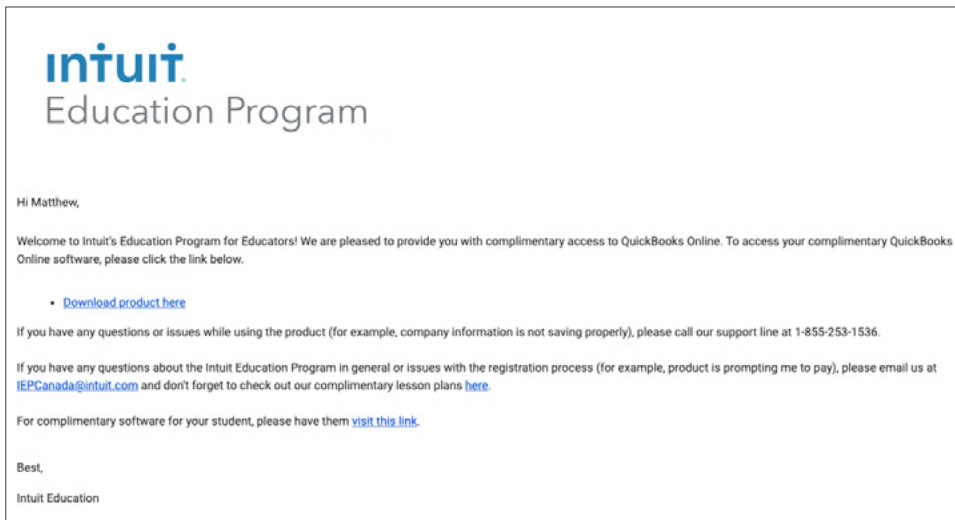 intuit.
Education Program
Hi Matthew,
Welcome to Intuit's Education Program for Educators! We are pleased to provide you with complimentary access to QuickBooks Online. To access your complimentary QuickBooks
Online software, please click the link below.
• Download product here
If you have any questions or issues while using the product (for example, company information is not saving properly), please call our support line at 1-855-253-1536.
If you have any questions about the Intuit Education Program in general or issues with the registration process (for example, product is prompting me to pay), please email us at
IEPCanada@intuit.com and don't forget to check out our complimentary lesson plans here.
For complimentary software for your student, please have them visit this link.
Best,
Intuit Education